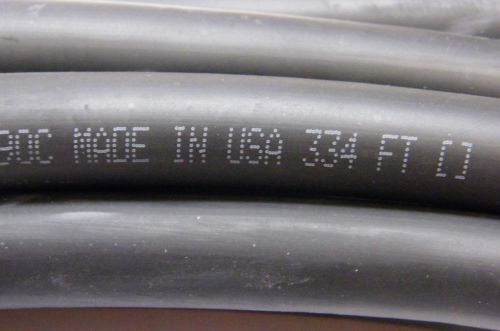 90C MADE IN USA 334 FT []